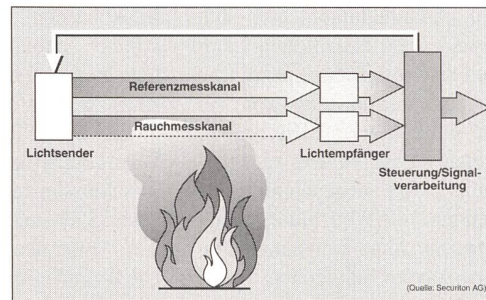 Referenzmesskanal
Rauchmesskanal
Lichtsender
Lichtempfänger
Steuerung/Signal-
verarbeitung
(Quelle: Securiton AG)